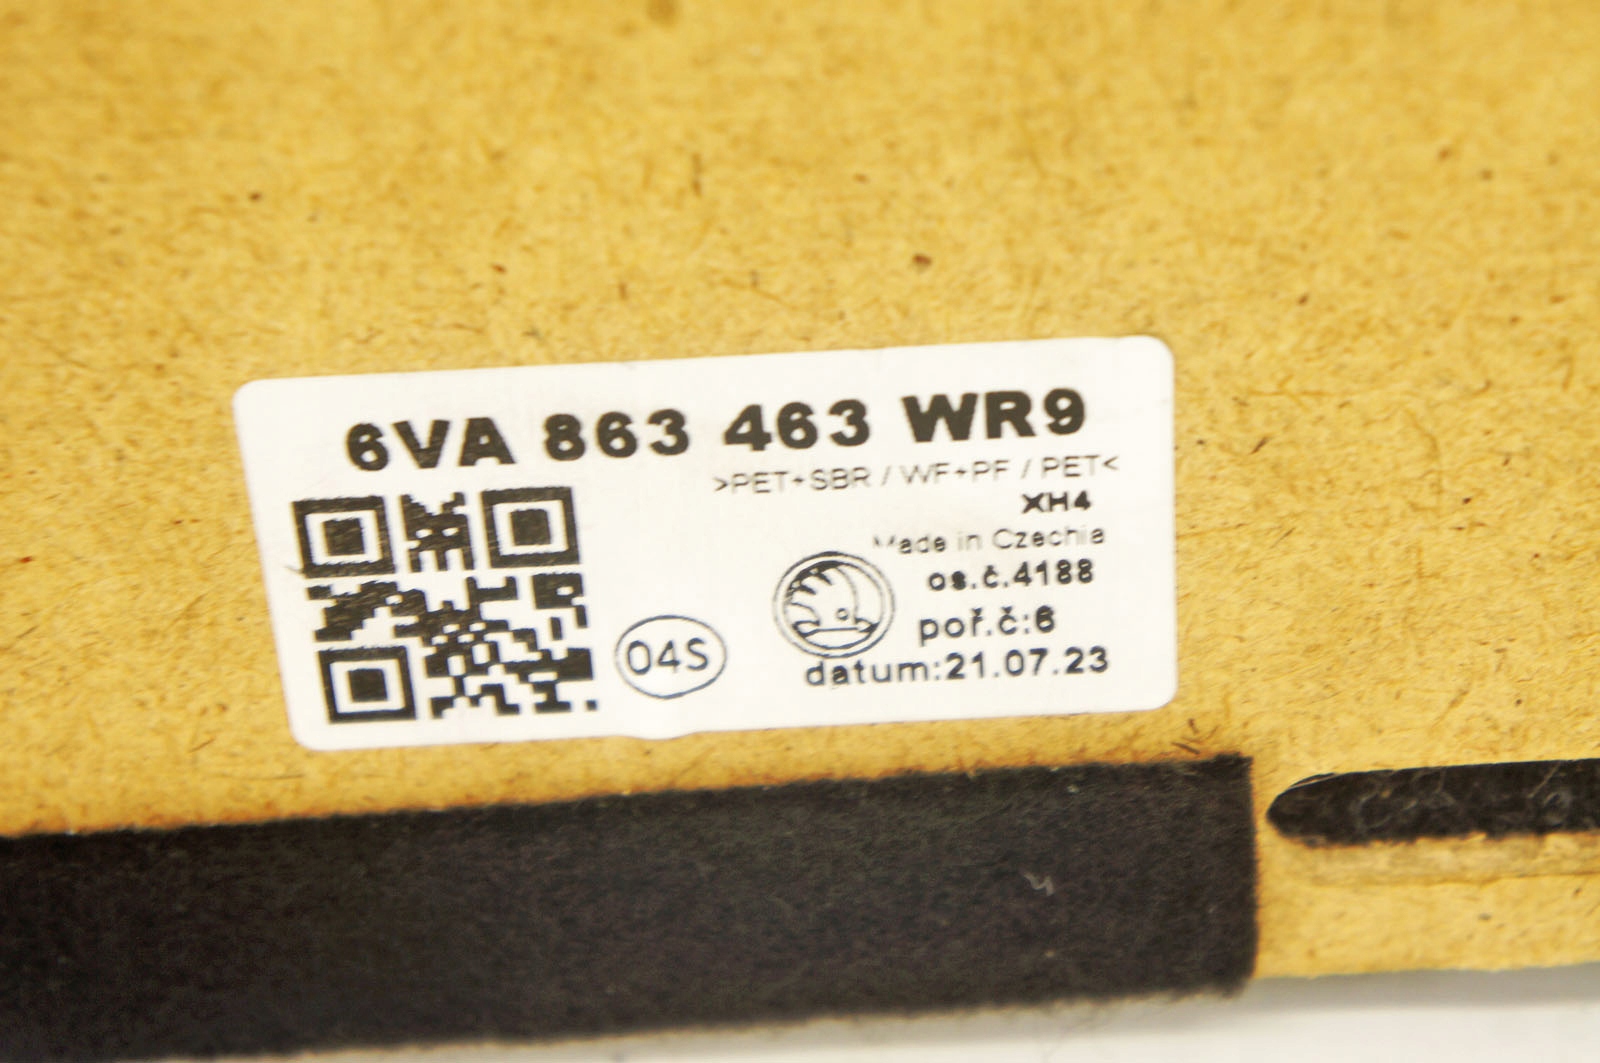 6VA 863 463 WR9
>PET+SBR / WF+PF / PET<
XH4
Made in Czechia
os.č.4188
poř.č:6
04S
datum:21.07.23